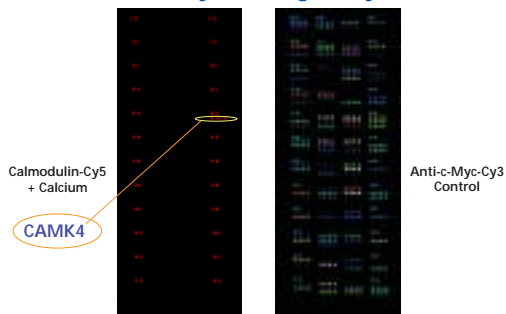 Calmodulin-Cy5
+ Calcium
CAMK4
Anti-c-Myc-Cy3
Control